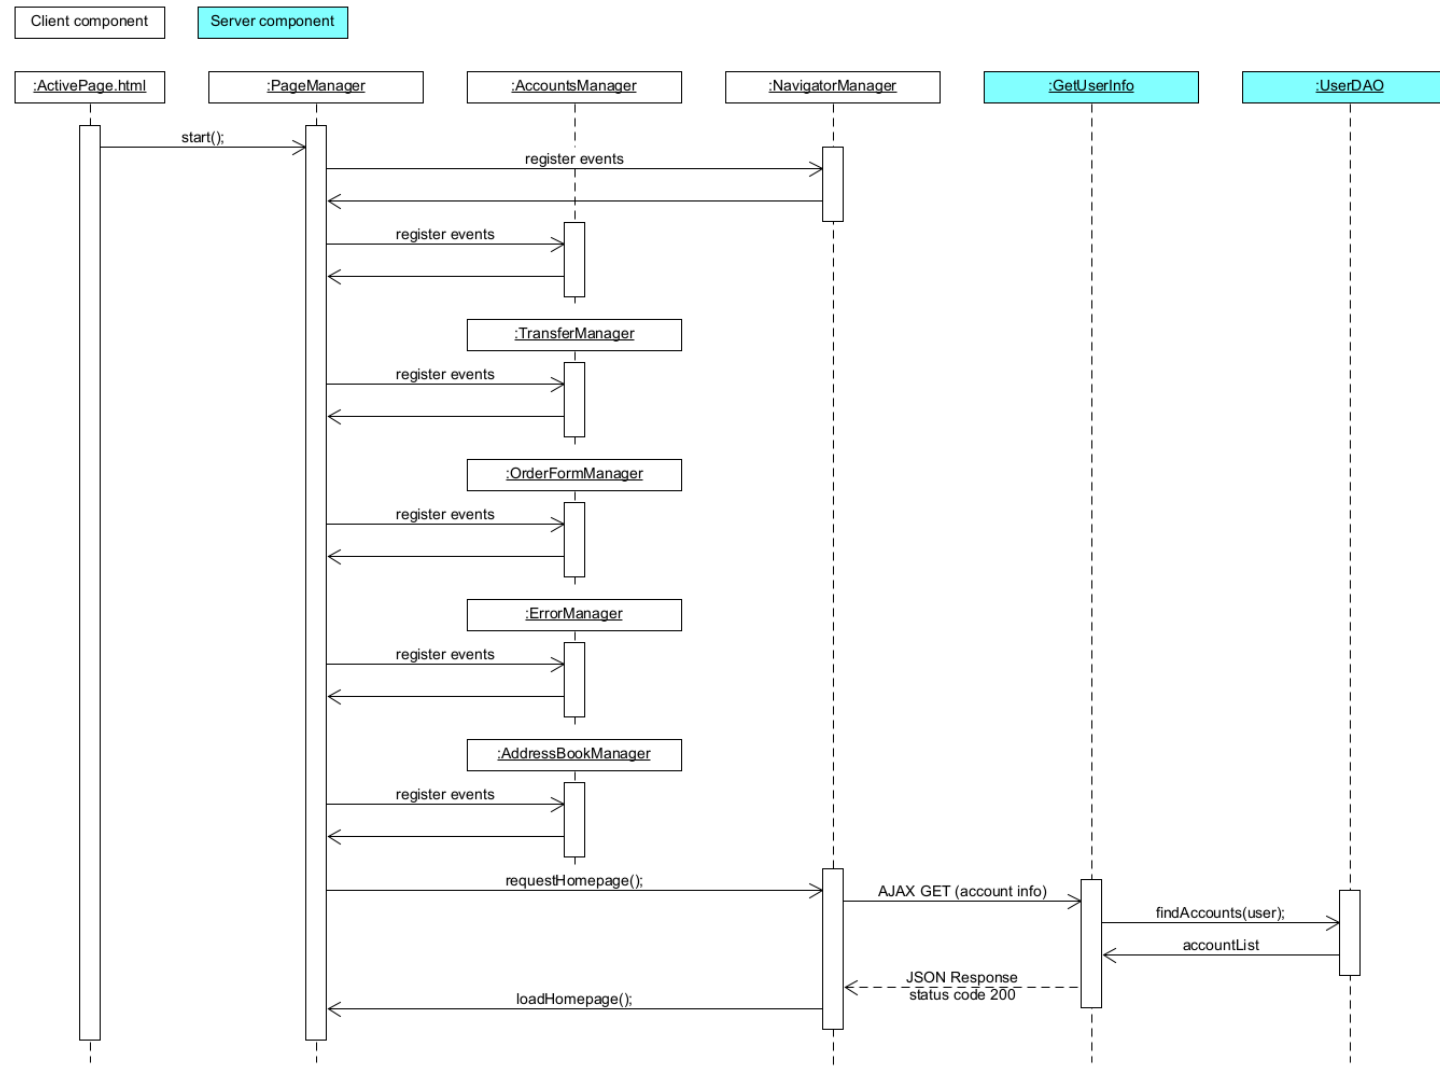 Client component
Server component
:ActivePage.html
:PageManager
:AccountsManager
:NavigatorManager
:GetUserInfo
:UserDAO
start();
register events
register events
:TransferManager
register events
:OrderFormManager
register events
:ErrorManager
register events
:AddressBookManager
register events
requestHomepage();
AJAX GET (account info)
findAccounts(user);
accountList
JSON Response
status code 200
loadHomepage();